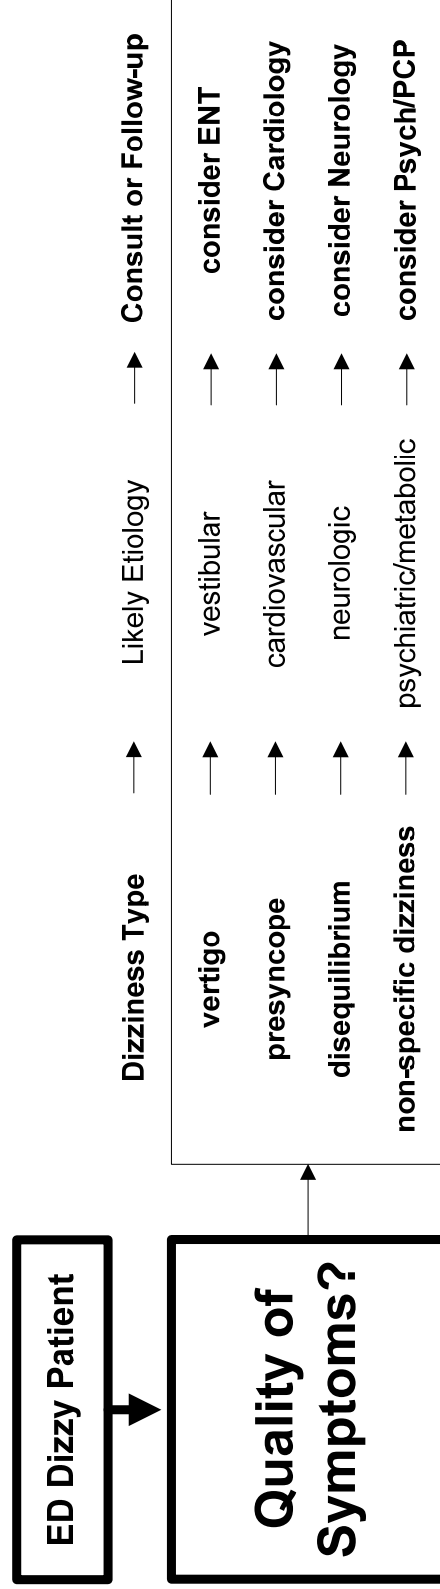 ED Dizzy Patient
Quality of
Symptoms?
Dizziness Type Likely Etiology Consult or Follow-up
vertigo vestibular consider ENT
presyncope cardiovascular consider Cardiology
disequilibrium neurologic consider Neurology
non-specific dizziness psychiatric/metabolic consider Psych/PCP